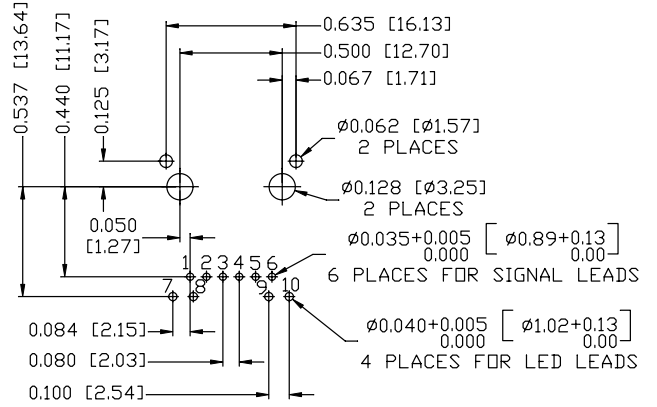 0.635 [16.13]
0.500 [12.70]
0.067 [1.71]
0.537 [13.64]
0.440 [11.17]
0.125 [3.17]
Ø0.062 [Ø1.57]
2 PLACES
Ø0.128 [Ø3.25]
2 PLACES
0.050
[1.27]
Ø0.035+0.005 [Ø0.89+0.13]
0.000 0.00
6 PLACES FOR SIGNAL LEADS
1 2 3 4 5 6
7 8 9 10
0.084 [2.15]
Ø0.040+0.005 [Ø1.02+0.13]
0.000 0.00
4 PLACES FOR LED LEADS
0.080 [2.03]
0.100 [2.54]